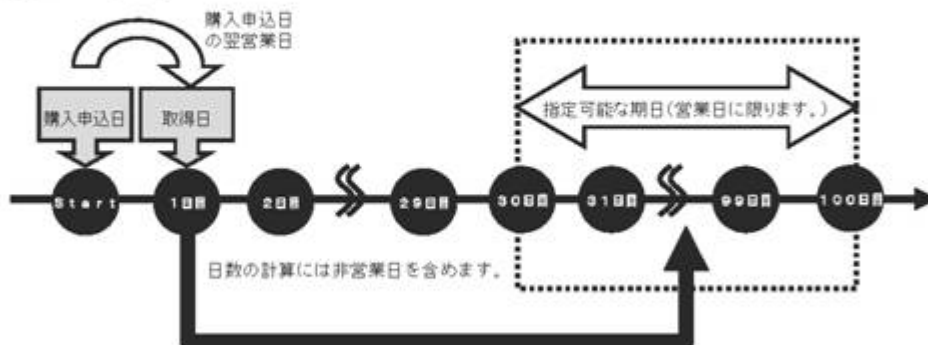 購入申込日
の翌営業日
購入申込日
取得日
指定可能な期日(営業日に限ります。)
Start
1日目
2日目
29日目
30日目
31日目
99日目
100日目
日数の計算には非営業日を含めます。